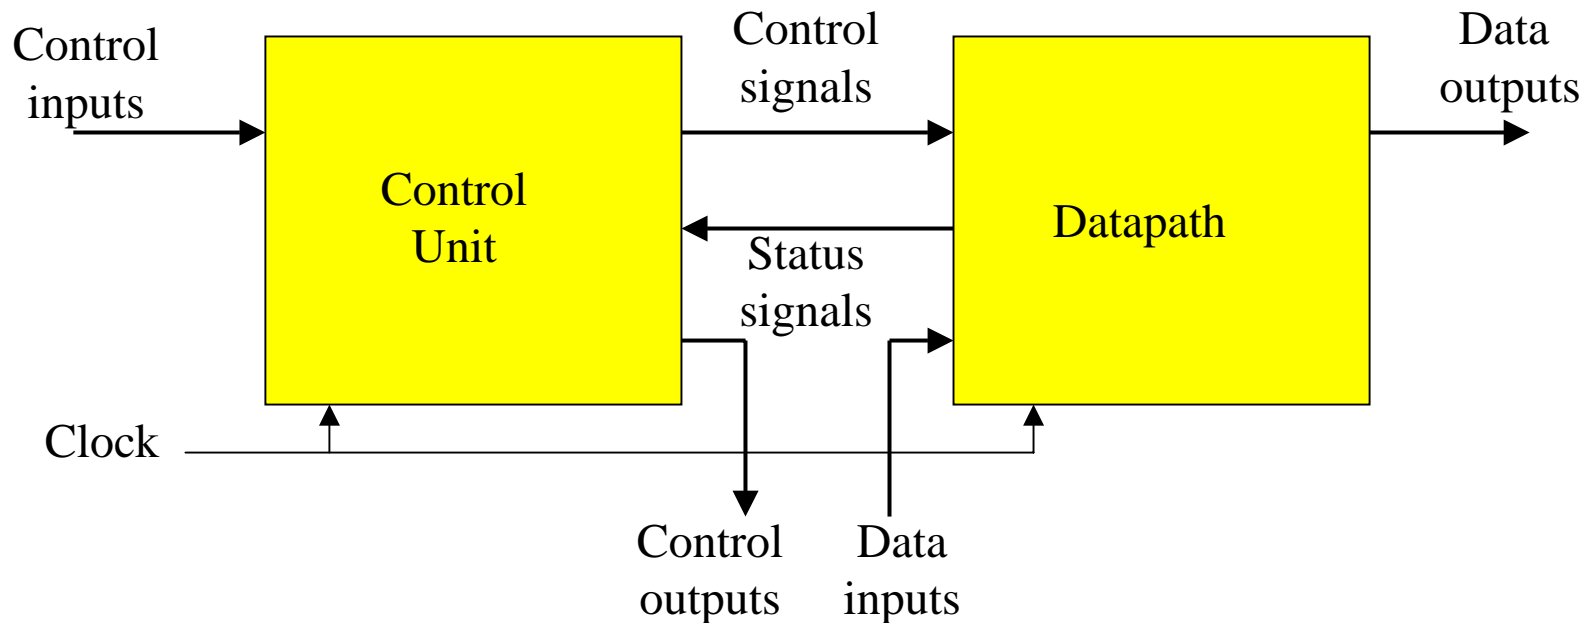 Control
inputs
Control
signals
Data
outputs
Control
Unit
Datapath
Status
signals
Clock
Control
outputs
Data
inputs